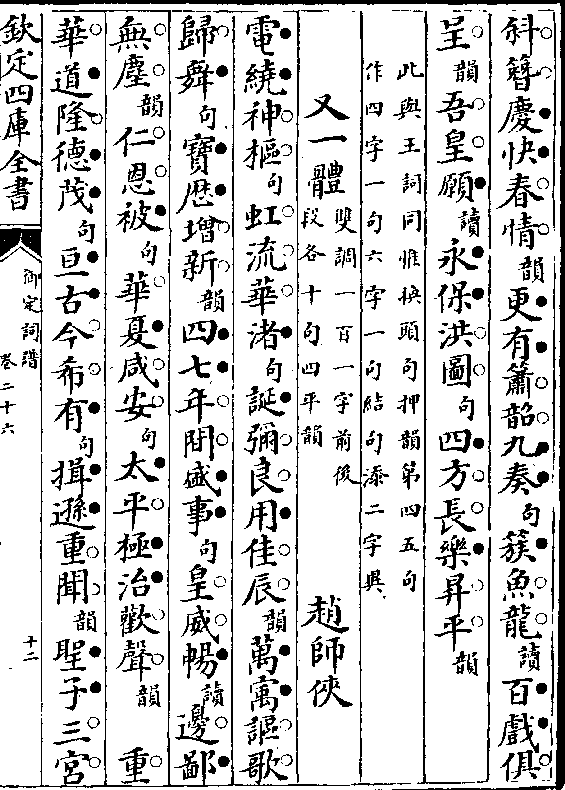 斜簪慶快春情韻更有簫韶九奏句簇魚龍讀百戲俱
呈韻吾皇願讀永保洪圖句四方長樂昇平韻
此與王詞同惟換頭句押韻第四五句
作四字一句六字一句結句添二字異
又一體 雙調一百一字前後
段各十句四平韻 趙師俠
電繞神樞句虹流華渚句誕彌良用佳辰韻萬㝢謳歌
歸舞句寶厯增新韻四七年開盛事句皇威暢讀邊鄙
無塵韻仁恩被句華夏咸安句太平極治歡聲韻 重
華道隆德茂句亘古今希有句揖遜重聞韻聖子三宮
欽定四庫全書
御定詞譜
卷二十六
十二